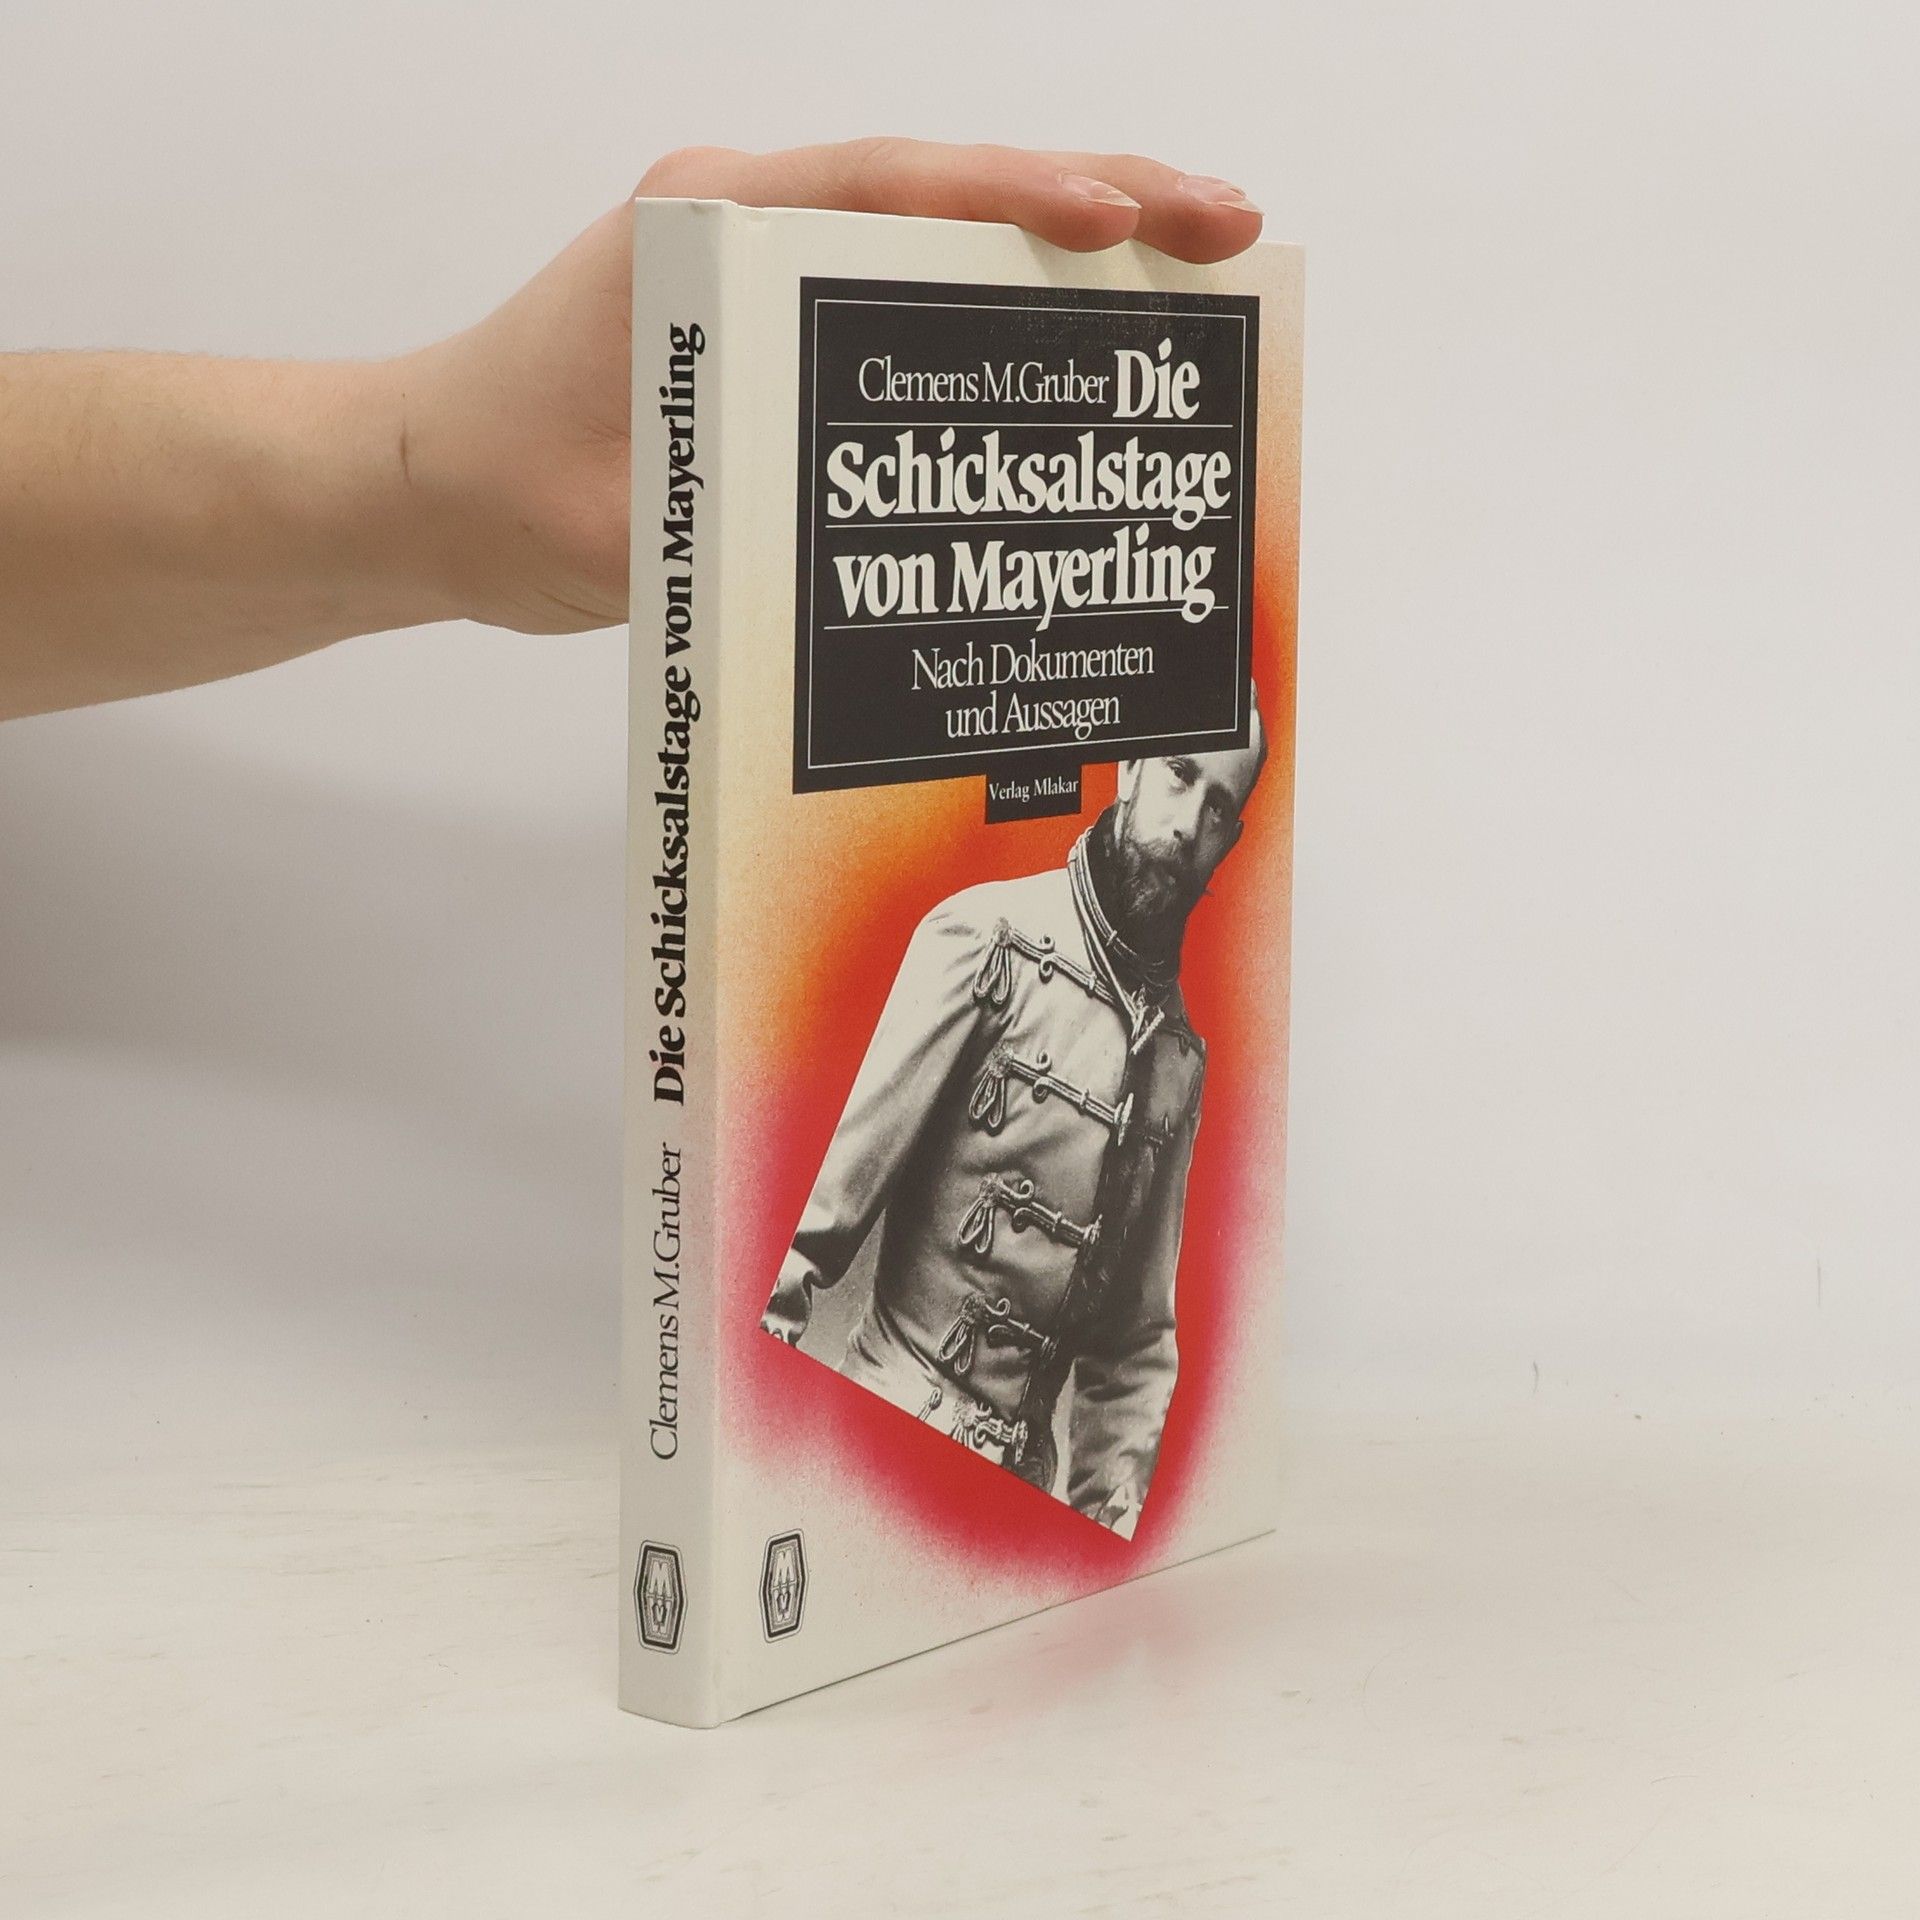 Clemens M. Gruber Die Schicksalstage von Mayerling
Clemens M. Gruber Die
Schicksalstage
von Mayerling
Nach Dokumenten
und Aussagen
Verlag Mlakar